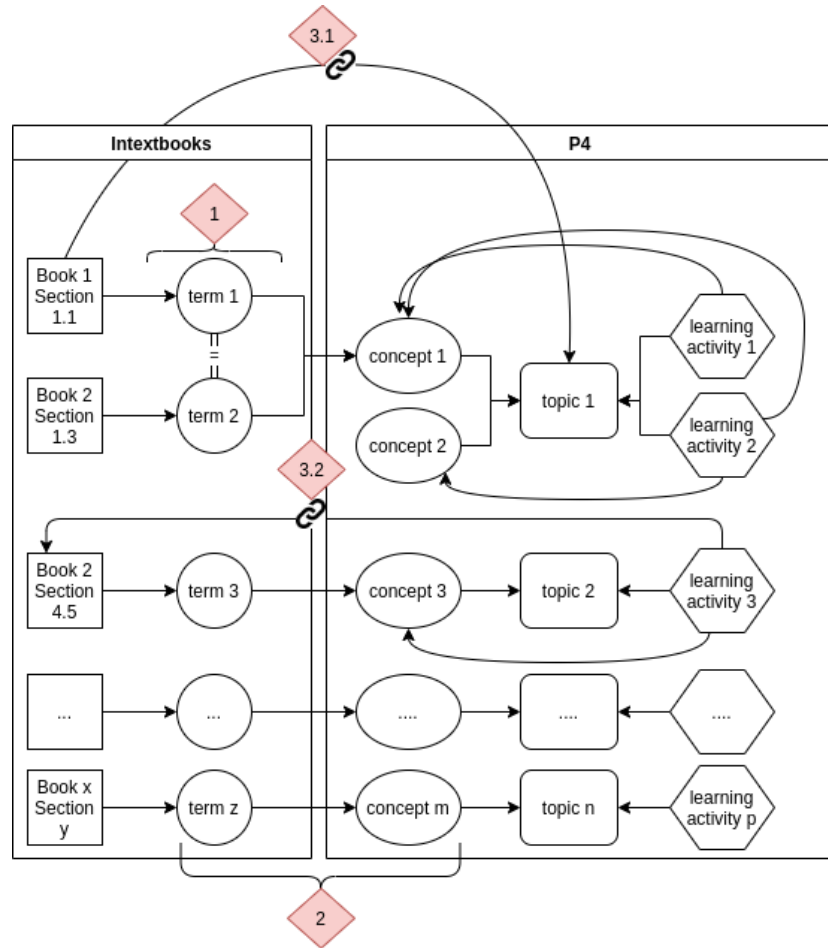 3.1
Intextbooks
P4
1
Book 1
Section
1.1
term 1
=
Book 2
Section
1.3
term 2
concept 1
concept 2
topic 1
learning
activity 1
learning
activity 2
3.2
Book 2
Section
4.5
term 3
concept 3
topic 2
learning
activity 3
...
...
....
....
....
Book x
Section
y
term z
concept m
topic n
learning
activity p
2